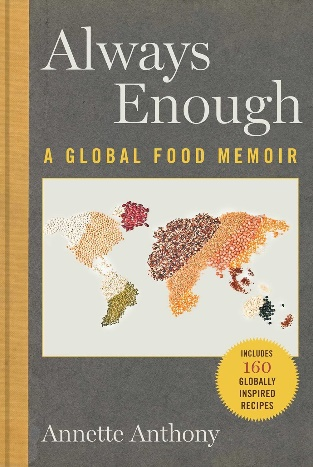 Always
Enough
A GLOBAL FOOD MEMOIR
INCLUDES
160
GLOBALLY
INSPIRED
RECIPES
Annette Anthony